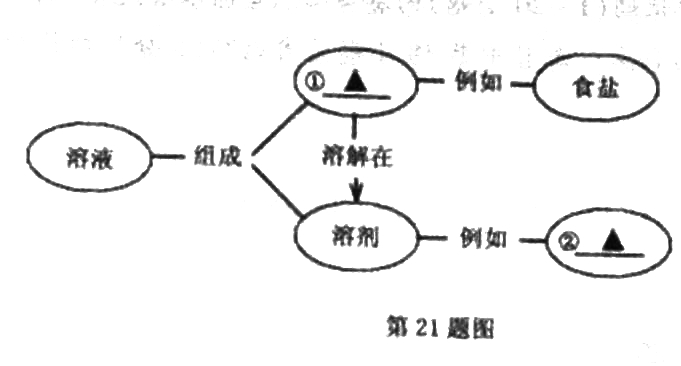 ① ▲ 例如 食盐
溶液 组成 溶解在
溶剂 例如 ② ▲
第21题图